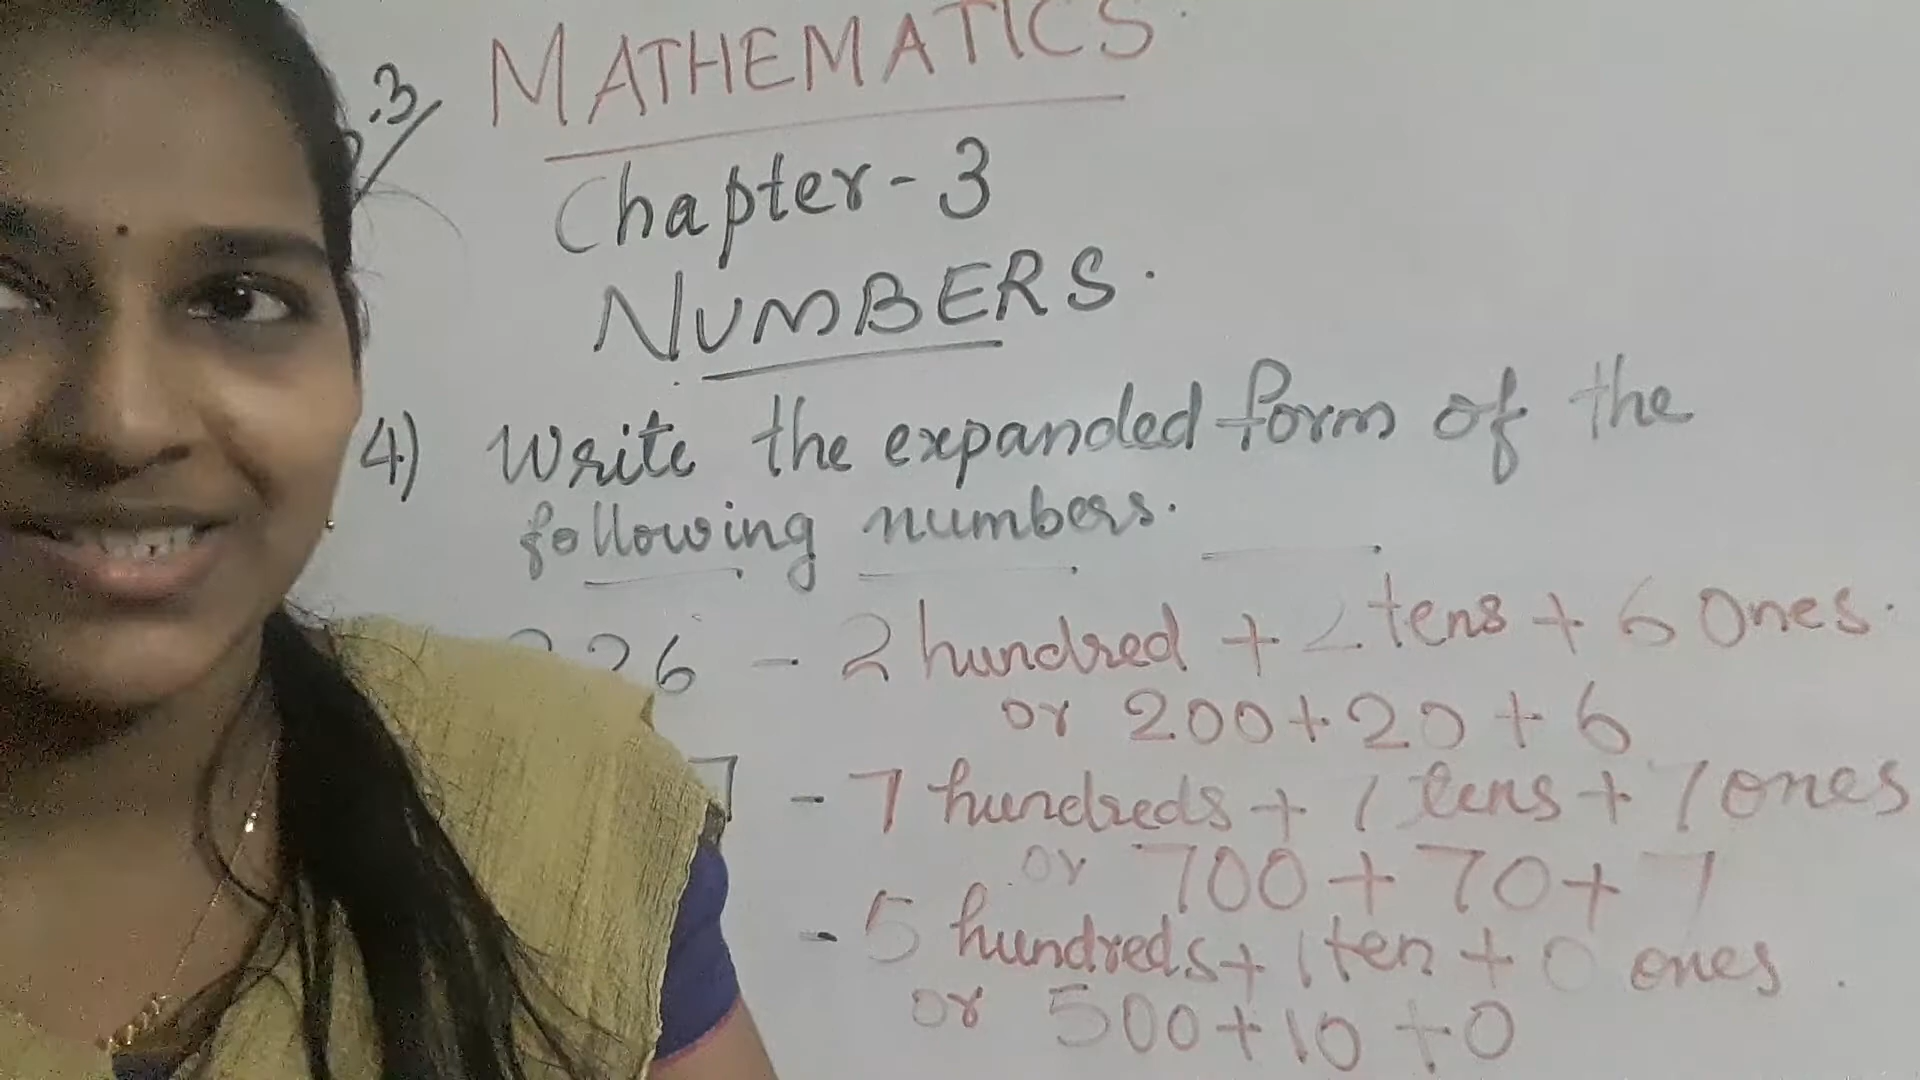 .3/
MATHEMATICS.
Chapter-3
NUMBERS.
4) Write the expanded form of the
following numbers.
26 - 2 hundred + 2 tens + 6 Ones.
or 200+20+6
7 - 7 hundreds + 7 tens + 7 ones
or 700+70+7
- 5 hundreds + 1 ten + 0 ones.
or 500+10+0